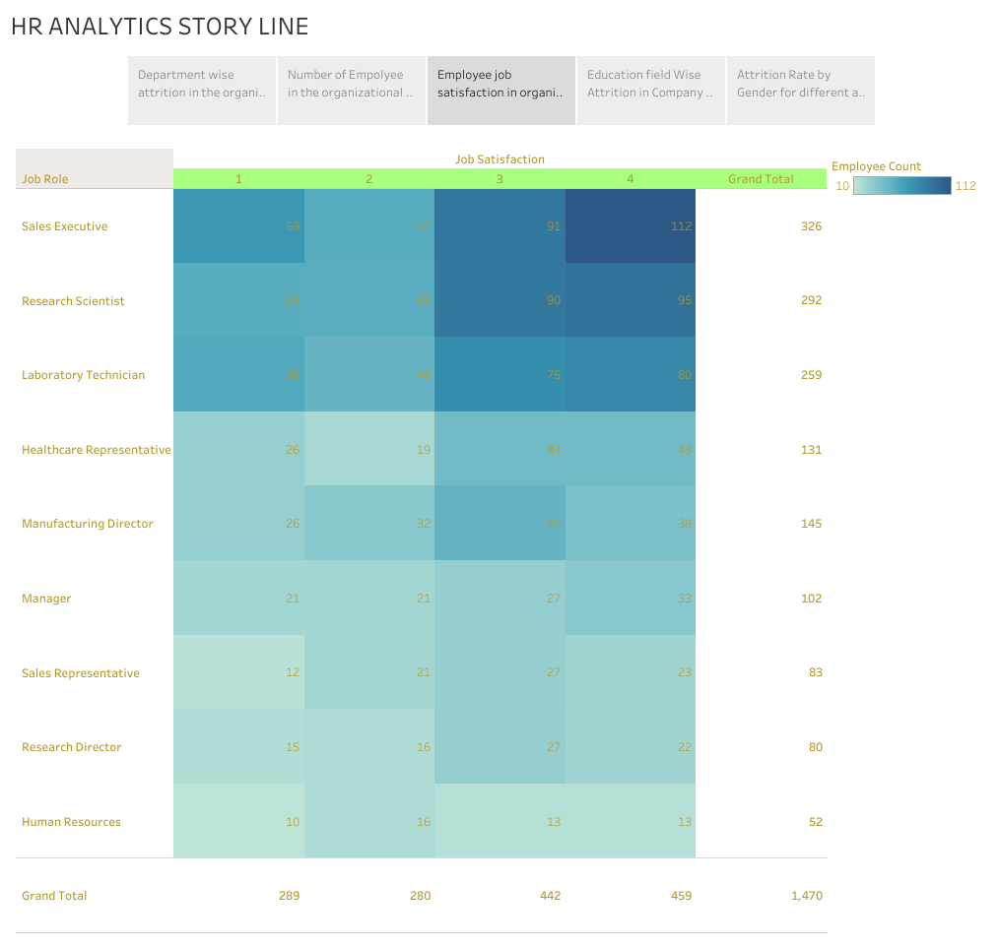 HR ANALYTICS STORY LINE
Department wise
attrition in the organi..
Number of Empolyee
in the organizational ..
Employee job
satisfaction in organi..
Education field Wise
Attrition in Company ..
Attrition Rate by
Gender for different a..
Job Satisfaction
Job Role 1 2 3 4 Grand Total
Employee Count
10 112
Sales Executive 69 54 91 112 326
Research Scientist 54 53 90 95 292
Laboratory Technician 56 48 75 80 259
Healthcare Representative 26 19 43 43 131
Manufacturing Director 26 32 49 38 145
Manager 21 21 27 33 102
Sales Representative 12 21 27 23 83
Research Director 15 16 27 22 80
Human Resources 10 16 13 13 52
Grand Total 289 280 442 459 1,470